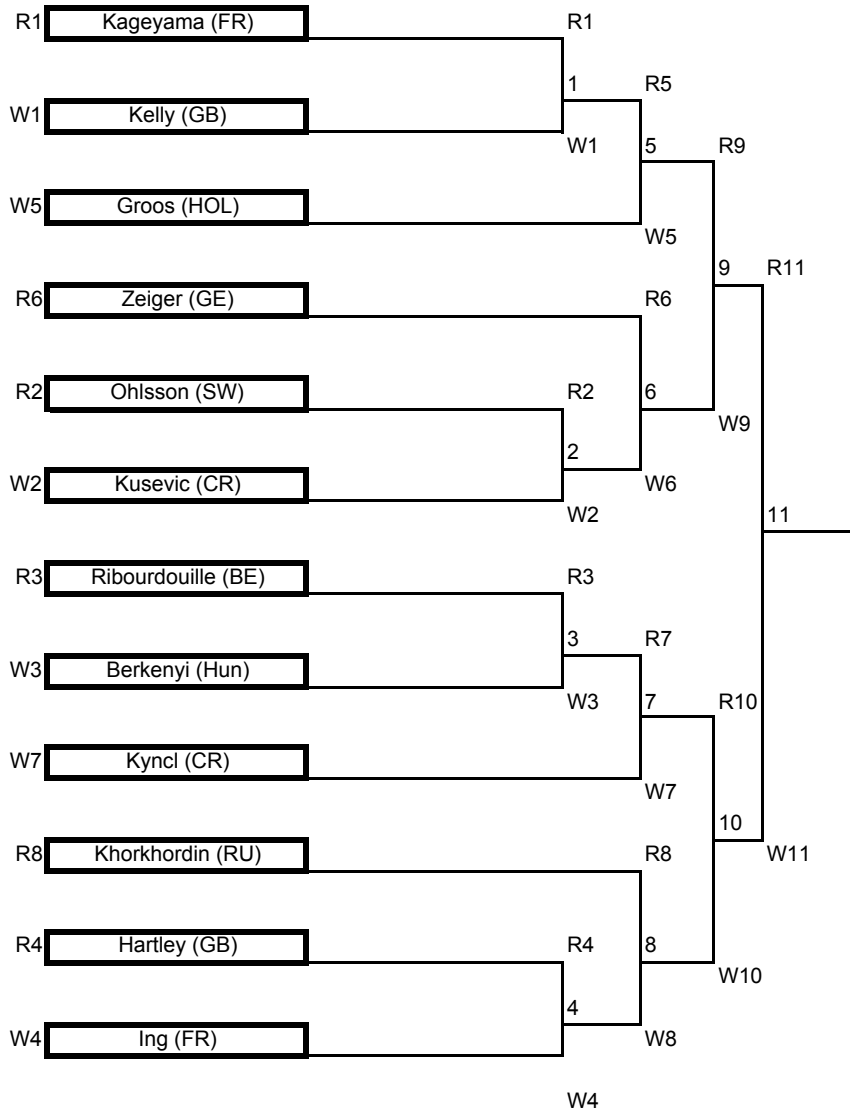 R1 Kageyama (FR) R1
1 R5
W1 Kelly (GB)
W1 5 R9
W5 Groos (HOL)
W5
9 R11
R6 Zeiger (GE) R6
R2 Ohlsson (SW) R2 6
W9
2
W2 Kusevic (CR) W6
W2 11
R3 Ribourdouille (BE) R3
3 R7
W3 Berkenyi (Hun)
W3 7 R10
W7 Kyncl (CR)
W7
10
R8 Khorkhordin (RU) R8 W11
R4 Hartley (GB) R4 8
W10
4
W4 Ing (FR) W8
W4